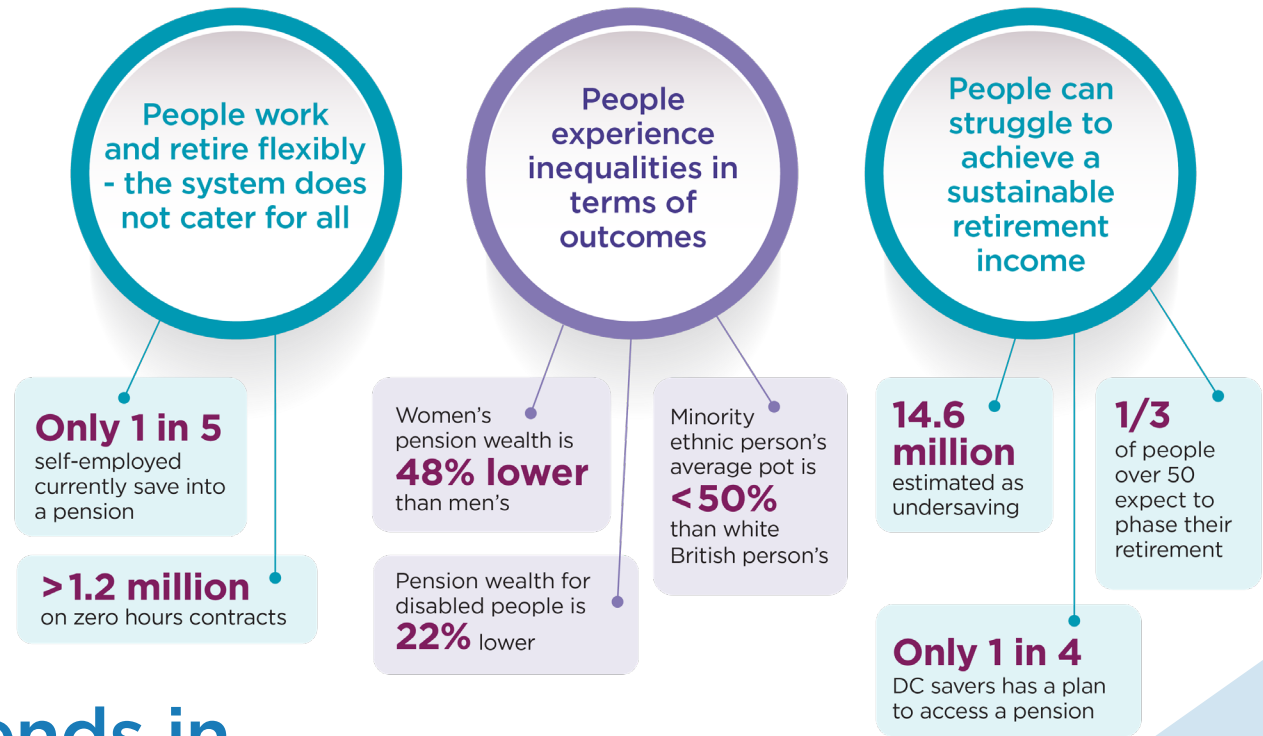 People work
and retire flexibly
- the system does
not cater for all
Only 1 in 5
self-employed
currently save into
a pension
>1.2 million
on zero hours contracts
People
experience
inequalities in
terms of
outcomes
Women's
pension wealth is
48% lower
than men's
Pension wealth for
disabled people is
22% lower
Minority
ethnic person's
average pot is
<50%
than white
British person's
People can
struggle to
achieve a
sustainable
retirement
income
14.6
million
estimated as
undersaving
Only 1 in 4
DC savers has a plan
to access a pension
1/3
of people
over 50
expect to
phase their
retirement
in